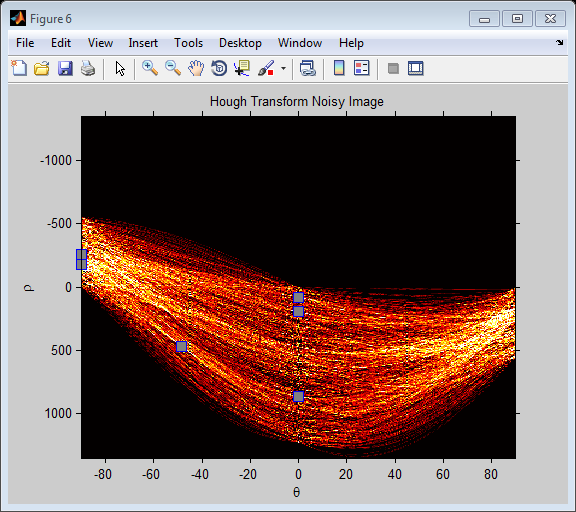 Figure 6
File Edit View Insert Tools Desktop Window Help
Hough Transform Noisy Image
-1000
-500
0
500
1000
ρ
-80 -60 -40 -20 0 20 40 60 80
θ